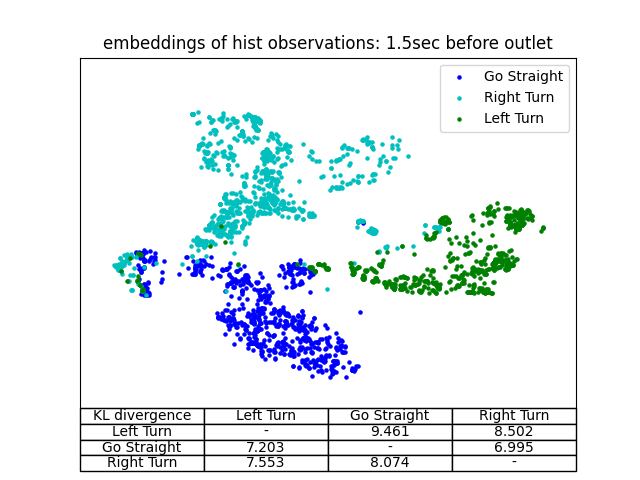 embeddings of hist observations: 1.5sec before outlet
Go Straight
Right Turn
Left Turn
KL divergence Left Turn Go Straight Right Turn
Left Turn - 9.461 8.502
Go Straight 7.203 - 6.995
Right Turn 7.553 8.074 -